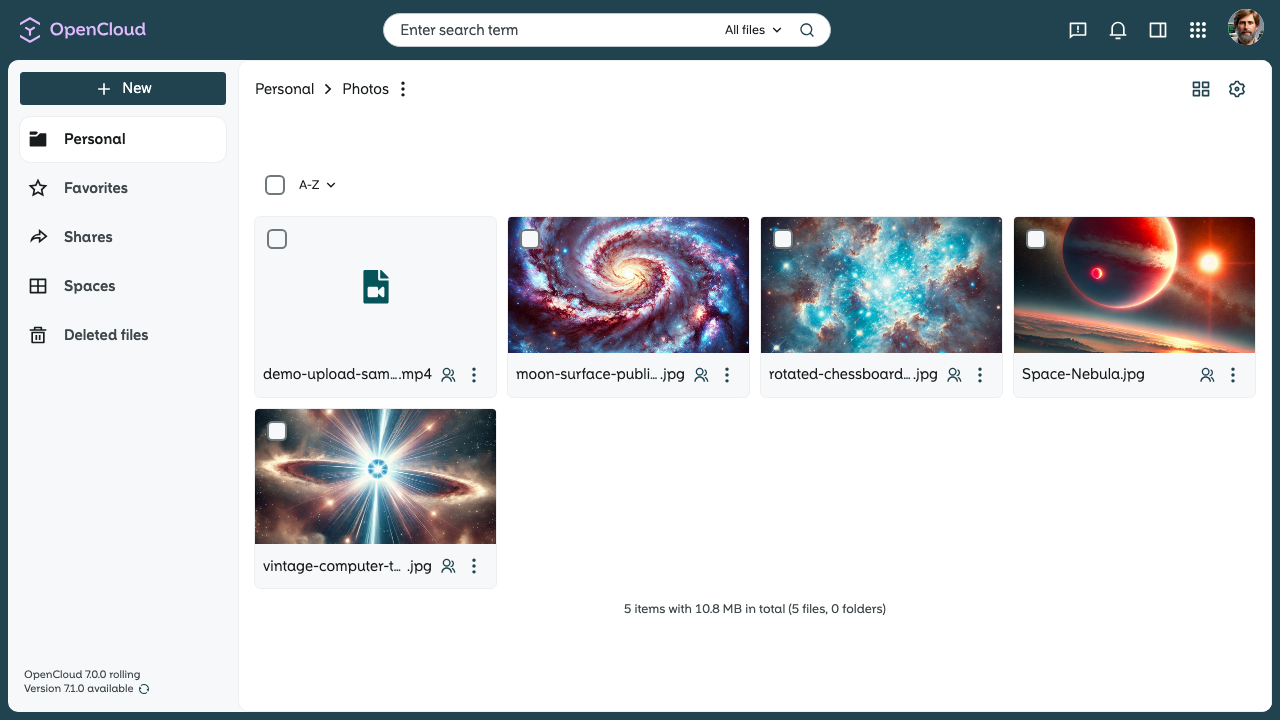 OpenCloud
Enter search term
All files
New
Personal
Favorites
Shares
Spaces
Deleted files
OpenCloud 7.0.0 rolling
Version 7.1.0 available
Personal > Photos
A-Z
demo-upload-sam... .mp4
moon-surface-publi... .jpg
rotated-chessboard... .jpg
Space-Nebula.jpg
vintage-computer-t... .jpg
5 items with 10.8 MB in total (5 files, 0 folders)